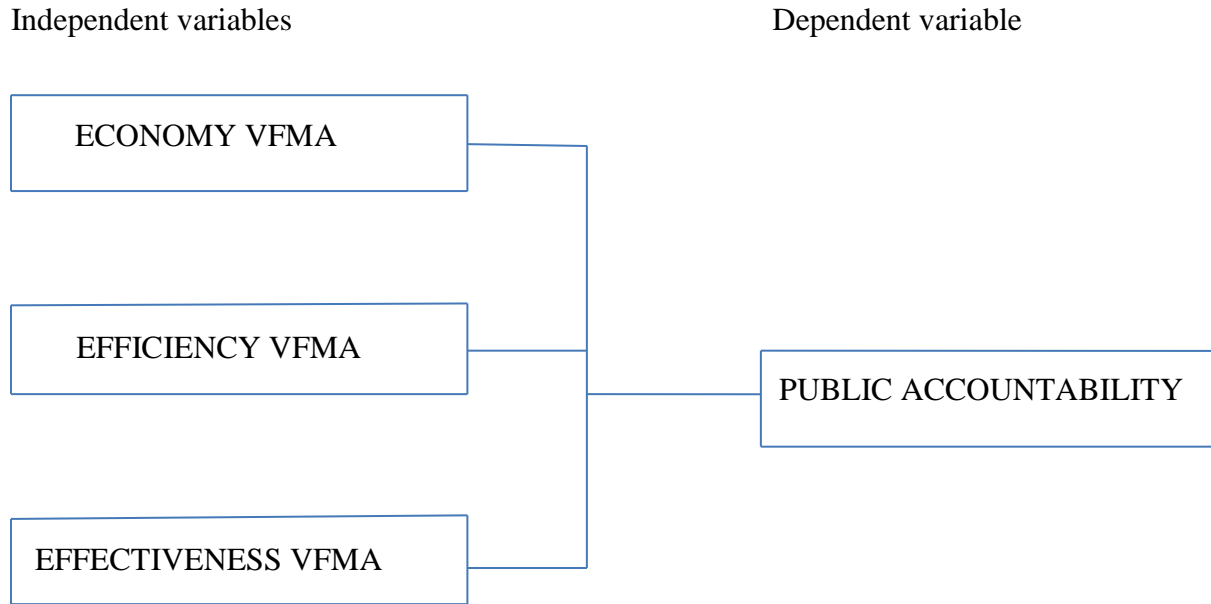 Independent variables
Dependent variable
ECONOMY VFMA
EFFICIENCY VFMA
PUBLIC ACCOUNTABILITY
EFFECTIVENESS VFMA